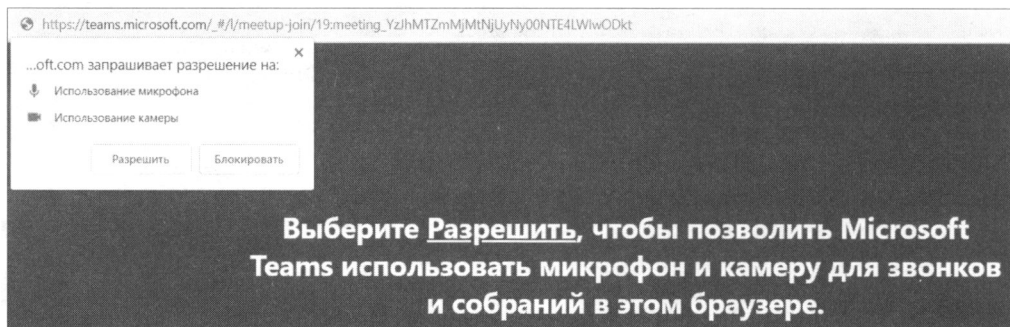 https://teams.microsoft.com/_#/l/meetup-join/19:meeting_YzJhMTZmMjMtNjUyNy00NTE4LWIwODkt
...oft.com запрашивает разрешение на:
Использование микрофона
Использование камеры
Разрешить Блокировать
Выберите Разрешить, чтобы позволить Microsoft
Teams использовать микрофон и камеру для звонков
и собраний в этом браузере.